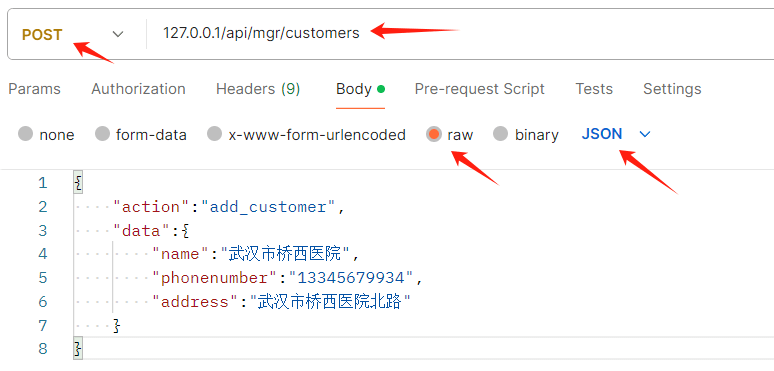 POST 127.0.0.1/api/mgr/customers
Params Authorization Headers (9) Body Pre-request Script Tests Settings
none form-data x-www-form-urlencoded raw binary JSON
1 {
2 "action":"add_customer",
3 "data":{
4 "name":"武汉市桥西医院",
5 "phonenumber":"13345679934",
6 "address":"武汉市桥西医院北路"
7 }
8 }